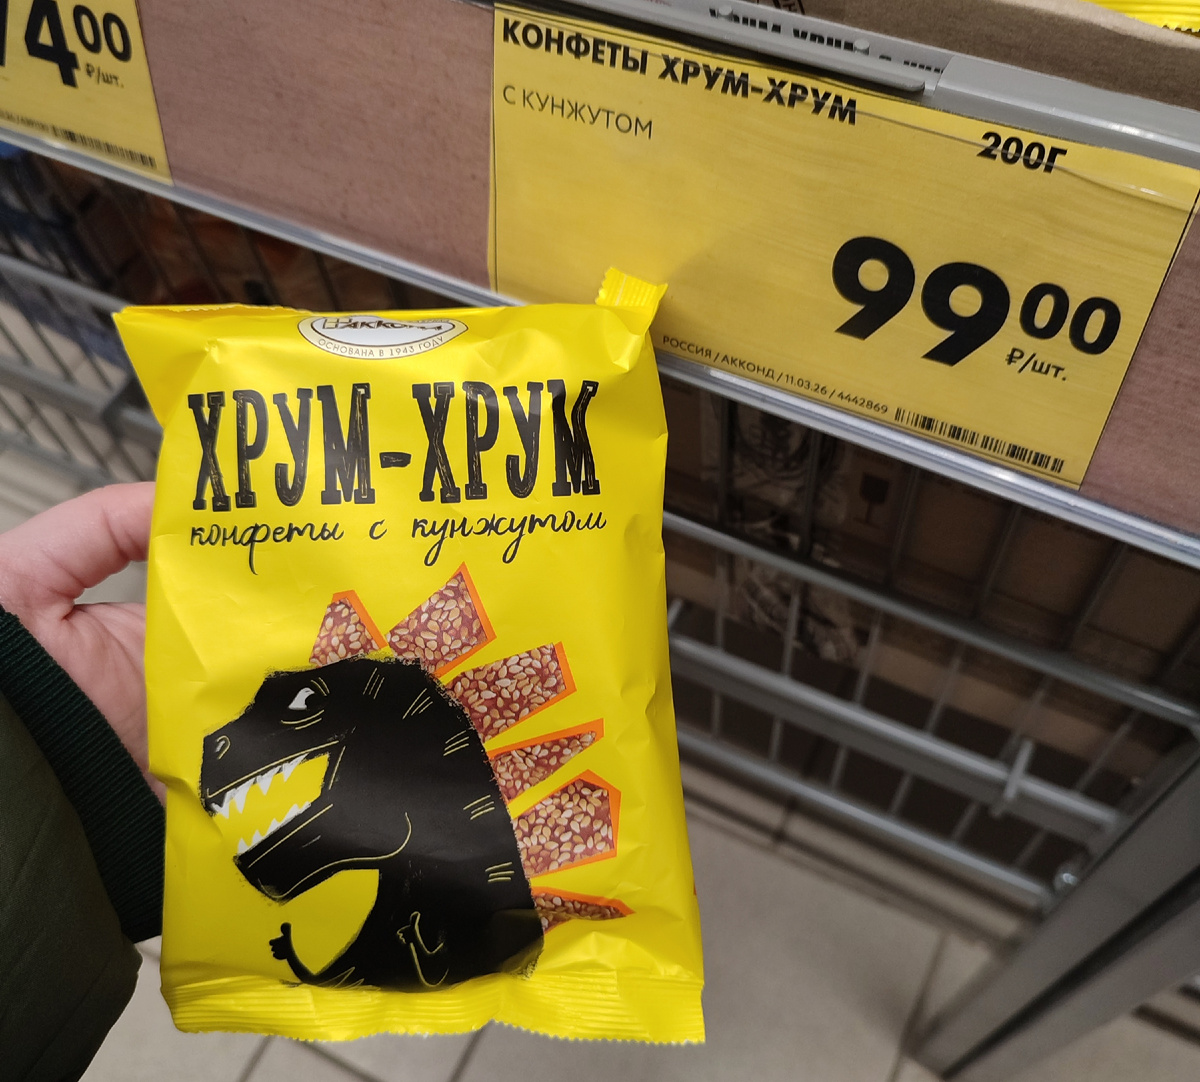 400
₽/шт.
КОНФЕТЫ ХРУМ-ХРУМ
С КУНЖУТОМ
200Г
9900
₽/шт.
РОССИЯ / АККОНД / 11.03.26 / 4442869
АККОНД
ОСНОВАНА В 1943 ГОДУ
ХРУМ-ХРУМ
конфеты с кунжутом